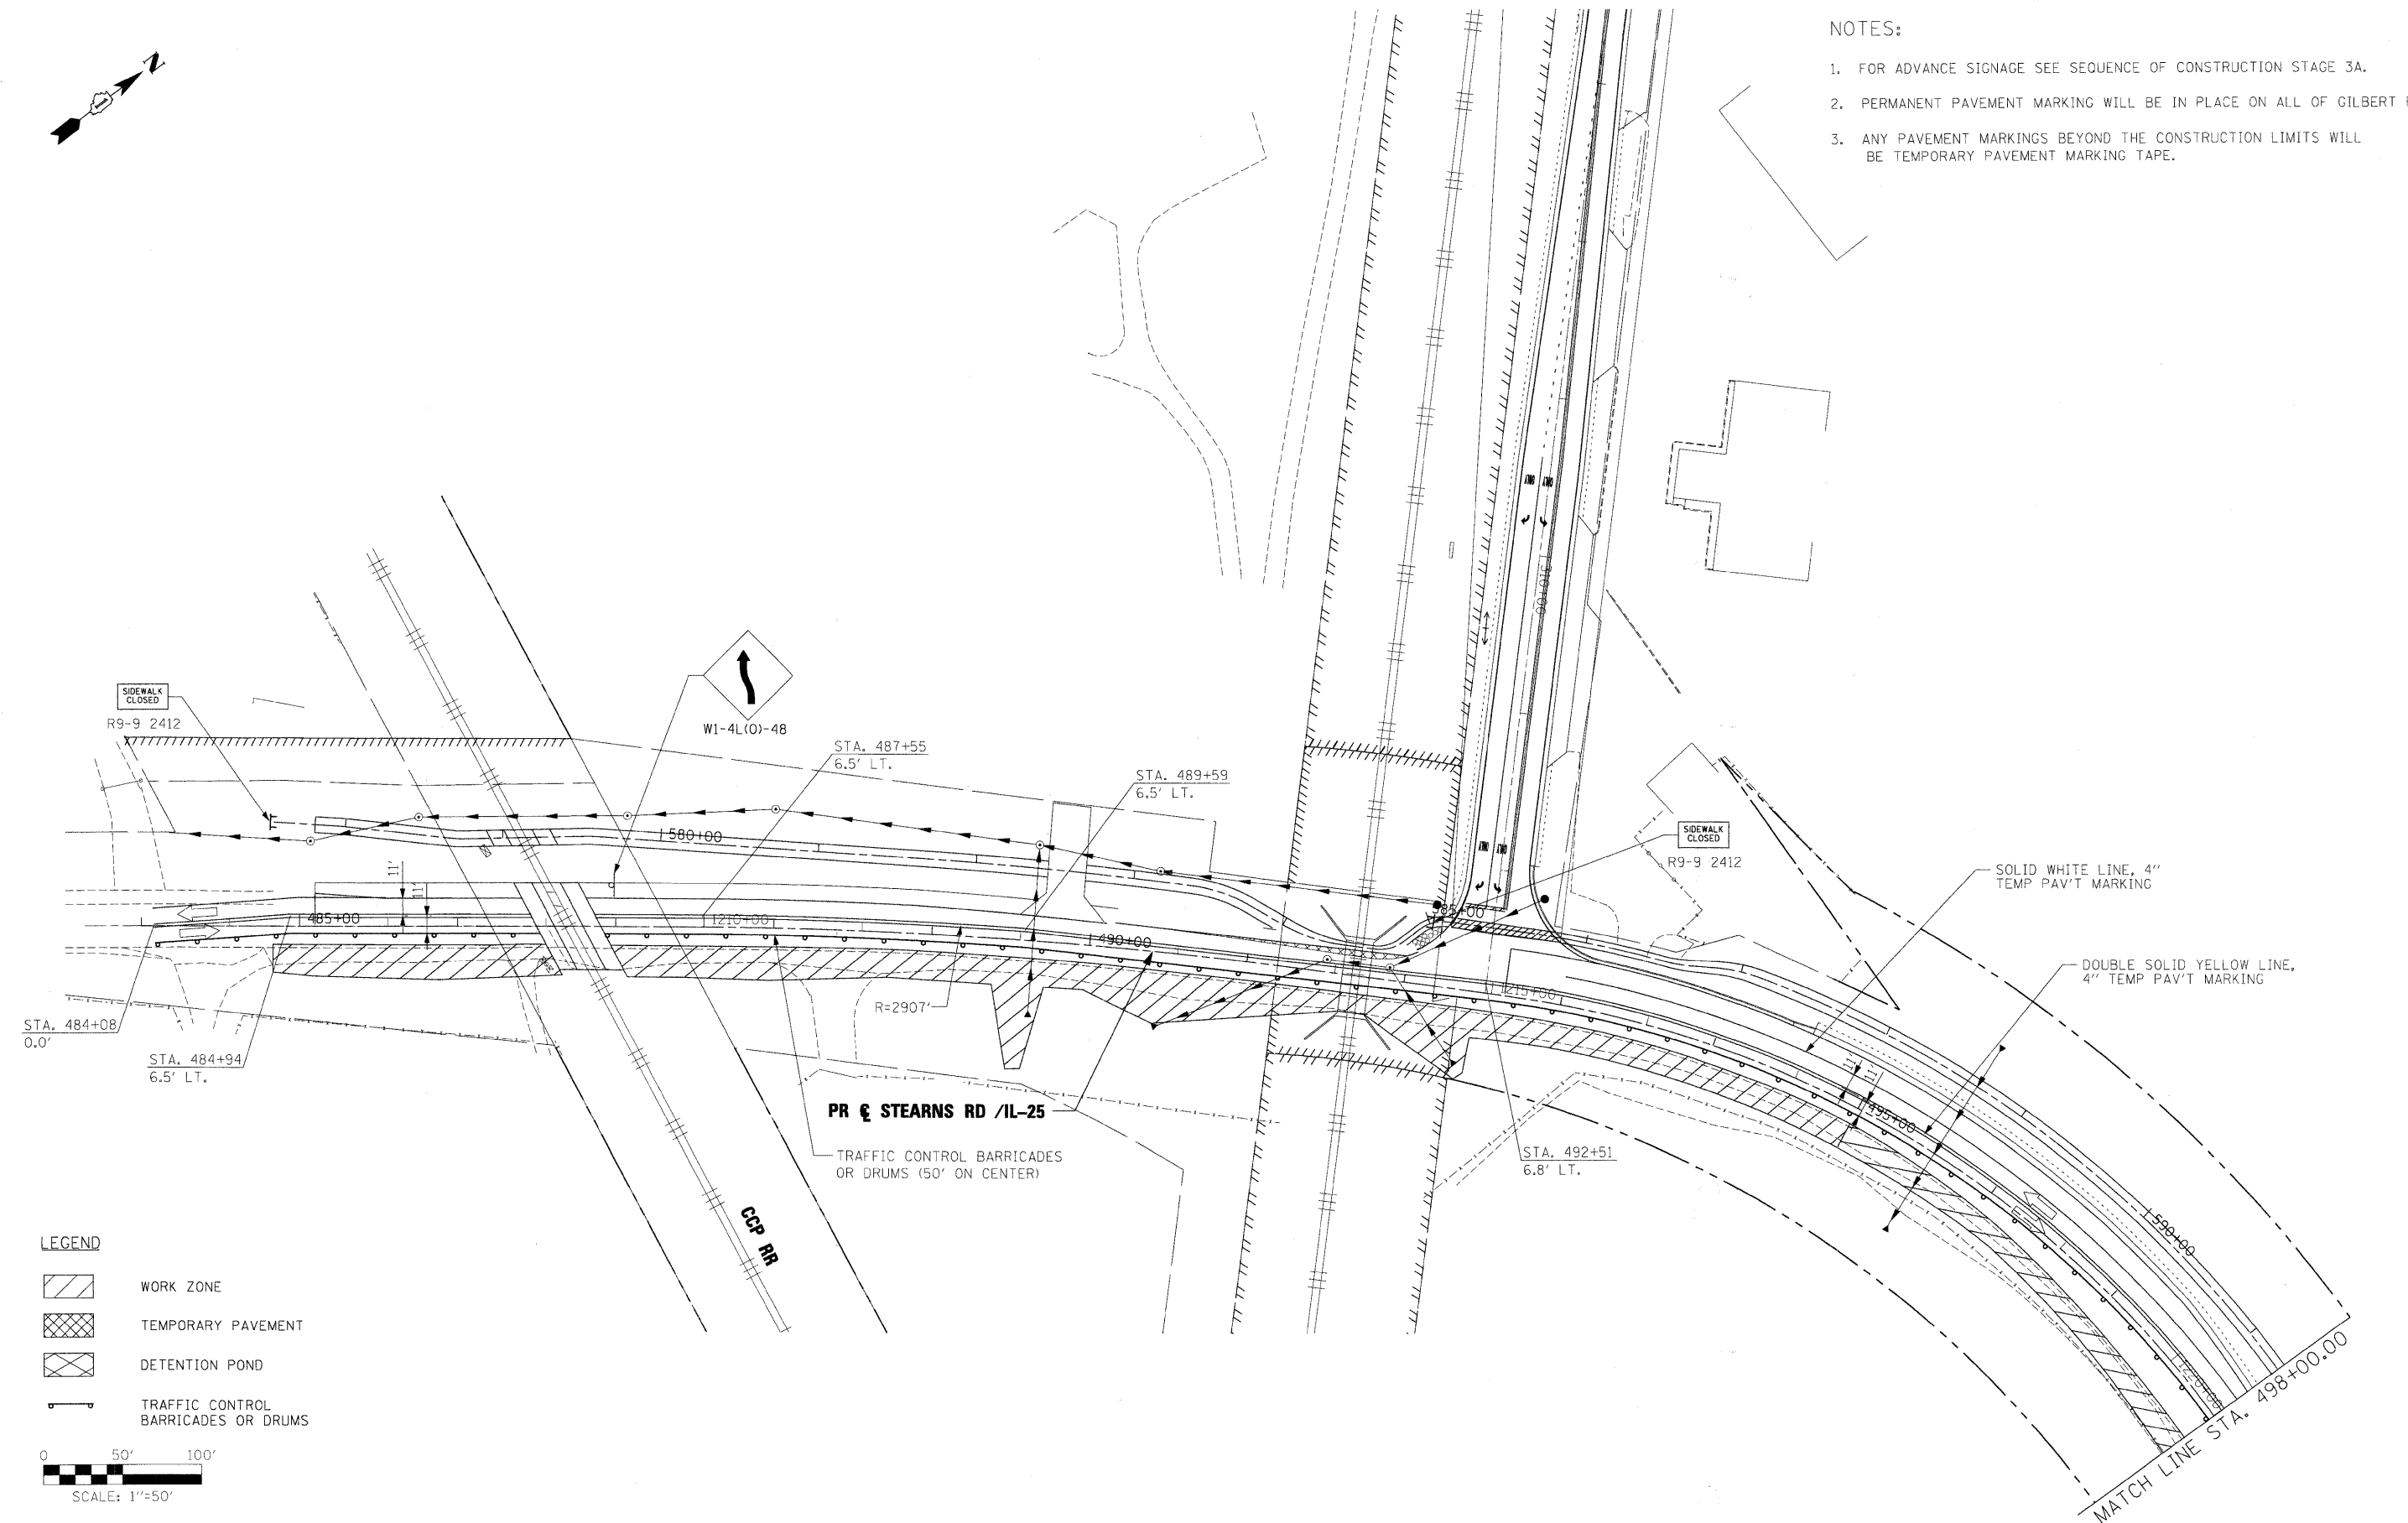 N
NOTES:
1. FOR ADVANCE SIGNAGE SEE SEQUENCE OF CONSTRUCTION STAGE 3A.
2. PERMANENT PAVEMENT MARKING WILL BE IN PLACE ON ALL OF GILBERT
3. ANY PAVEMENT MARKINGS BEYOND THE CONSTRUCTION LIMITS WILL
BE TEMPORARY PAVEMENT MARKING TAPE.
310+00
SIDEWALK
CLOSED
R9-9 2412
W1-4L(O)-48
STA. 487+55
6.5' LT.
STA. 489+59
6.5' LT.
SIDEWALK
CLOSED
R9-9 2412
SOLID WHITE LINE, 4"
TEMP PAV'T MARKING
DOUBLE SOLID YELLOW LINE,
4" TEMP PAV'T MARKING
580+00
11'
11'
485+00
1210+00
490+00
585+00
1215+00
R=2907'
STA. 484+08
0.0'
STA. 484+94
6.5' LT.
PR ℄ STEARNS RD /IL-25
TRAFFIC CONTROL BARRICADES
OR DRUMS (50' ON CENTER)
STA. 492+51
6.8' LT.
11'
11'
495+00
590+00
1220+00
CCP RR
MATCH LINE STA. 498+00.00
LEGEND
WORK ZONE
TEMPORARY PAVEMENT
DETENTION POND
TRAFFIC CONTROL
BARRICADES OR DRUMS
0 50' 100'
SCALE: 1"=50'